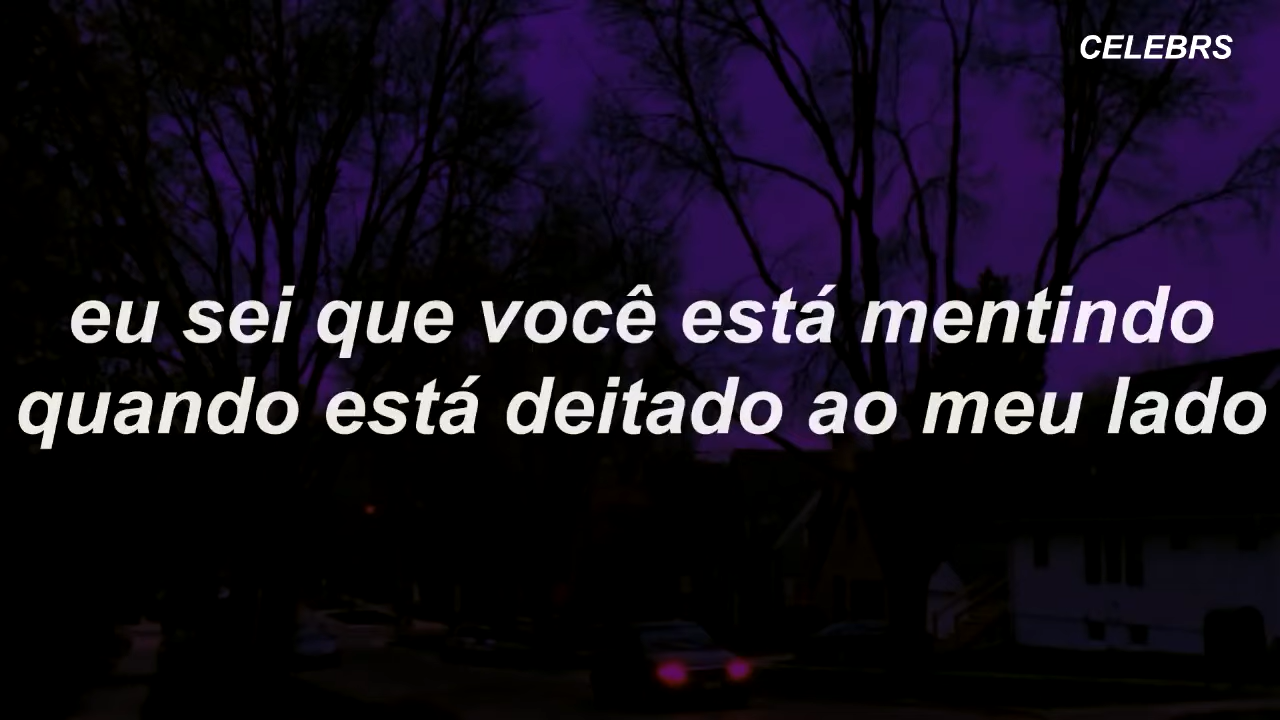 CELEBRS
eu sei que você está mentindo
quando está deitado ao meu lado